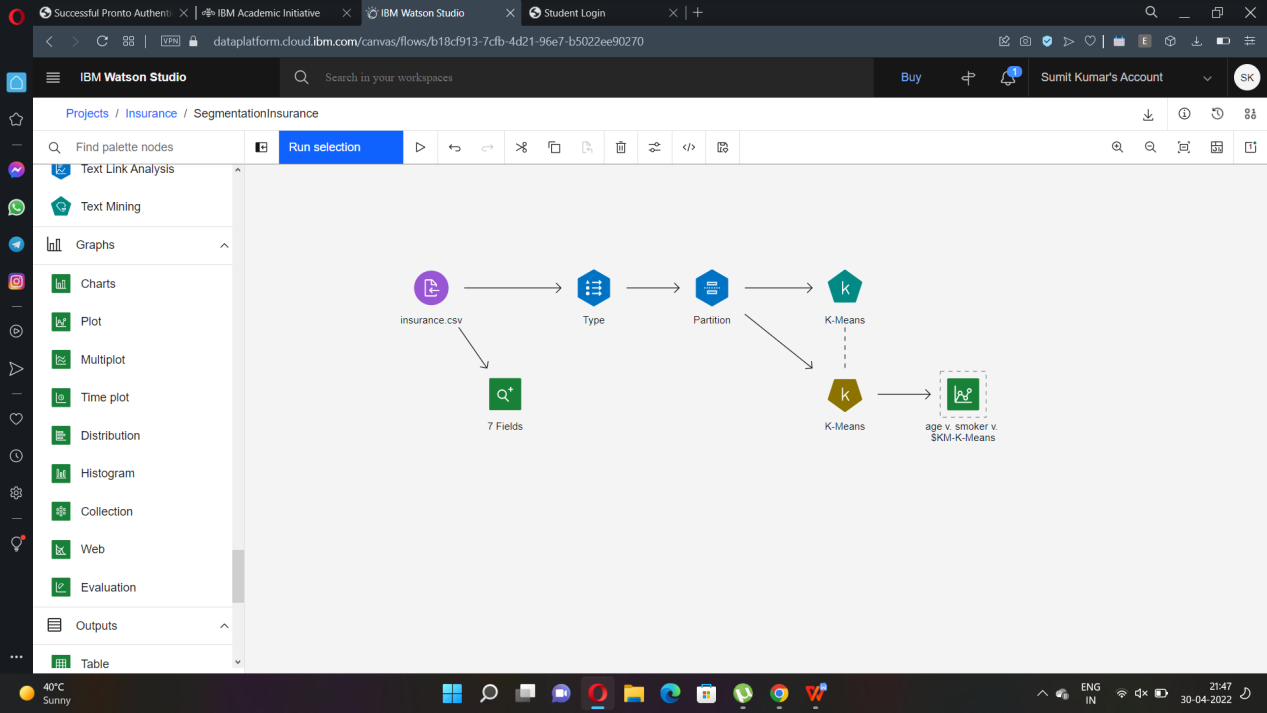 Successful Pronto Authenti
IBM Academic Initiative
IBM Watson Studio
Student Login
VPN
dataplatform.cloud.ibm.com/canvas/flows/b18cf913-7cfb-4d21-96e7-b5022ee90270
E
IBM Watson Studio
Search in your workspaces
Buy
1
Sumit Kumar's Account
SK
Projects / Insurance / SegmentationInsurance
Find palette nodes
Run selection
Text Link Analysis
Text Mining
Graphs
Charts
Plot
Multiplot
Time plot
Distribution
Histogram
Collection
Web
Evaluation
Outputs
Table
insurance.csv
Type
Partition
k
K-Means
7 Fields
k
K-Means
age v. smoker v.
$KM-K-Means
40°C
Sunny
ENG
IN
21:47
30-04-2022